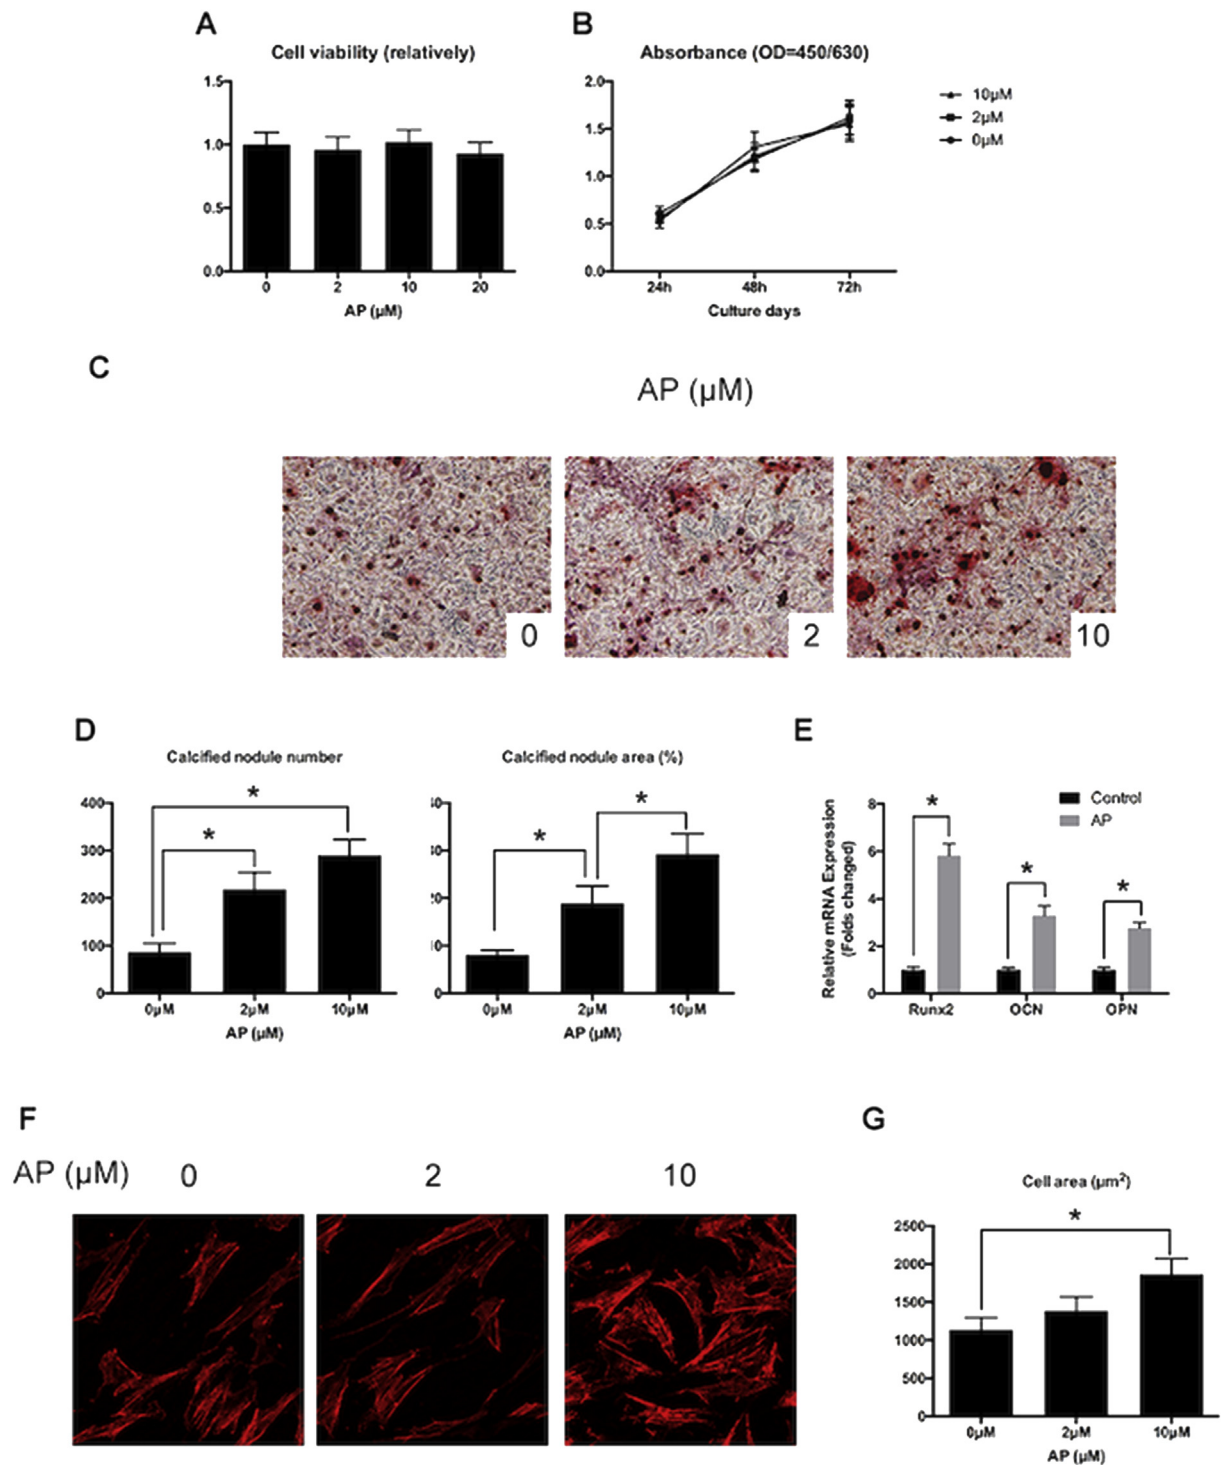 A
Cell viability (relatively)
1.5
1.0
0.5
0.0
0 2 10 20
AP (µM)
B
Absorbance (OD=450/630)
2.0
1.5
1.0
0.5
0.0
24h 48h 72h
Culture days
10µM
2µM
0µM
C
AP (µM)
0
2
10
D
Calcified nodule number
400
300
200
100
0
*
*
0µM 2µM 10µM
AP (µM)
Calcified nodule area (%)
0
*
*
0µM 2µM 10µM
AP (µM)
E
Relative mRNA Expression
(Folds changed)
8
6
4
2
0
*
*
*
Control
AP
Runx2 OCN OPN
F
AP (µM) 0 2 10
G
Cell area (µm²)
2500
2000
1500
1000
500
0
*
0µM 2µM 10µM
AP (µM)